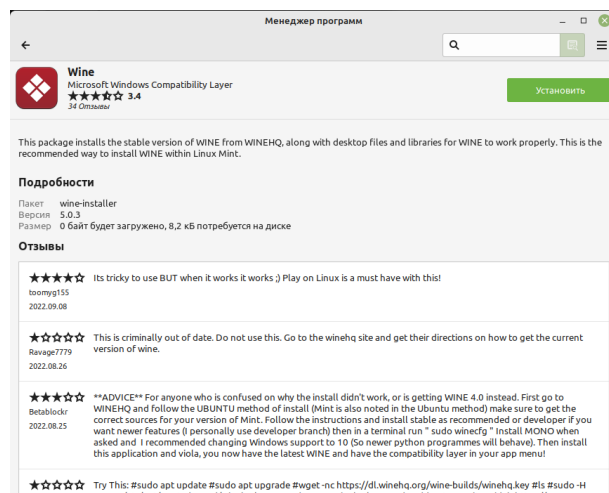 Менеджер программ
Wine
Microsoft Windows Compatibility Layer
3.4
34 Отзывы
Установить
This package installs the stable version of WINE from WINEHQ, along with desktop files and libraries for WINE to work properly. This is the
recommended way to install WINE within Linux Mint.
Подробности
Пакет wine-installer
Версия 5.0.3
Размер 0 байт будет загружено, 8,2 кБ потребуется на диске
Отзывы
Its tricky to use BUT when it works it works ;) Play on Linux is a must have with this!
toomyg155
2022.09.08
This is criminally out of date. Do not use this. Go to the winehq site and get their directions on how to get the current
version of wine.
Ravage7779
2022.08.26
**ADVICE** For anyone who is confused on why the install didn't work, or is getting WINE 4.0 instead. First go to
WINEHQ and follow the UBUNTU method of install (Mint is also noted in the Ubuntu method) make sure to get the
correct sources for your version of Mint. Follow the instructions and install stable as recommended or developer if you
want newer features (I personally use developer branch) then in a terminal run " sudo winecfg " Install MONO when
asked and I recommended changing Windows support to 10 (So newer python programmes will behave). Then install
this application and viola, you now have the latest WINE and have the compatibility layer in your app menu!
Betablockr
2022.08.25
Try This: #sudo apt update #sudo apt upgrade #wget -nc https://dl.winehq.org/wine-builds/winehq.key #ls #sudo -H